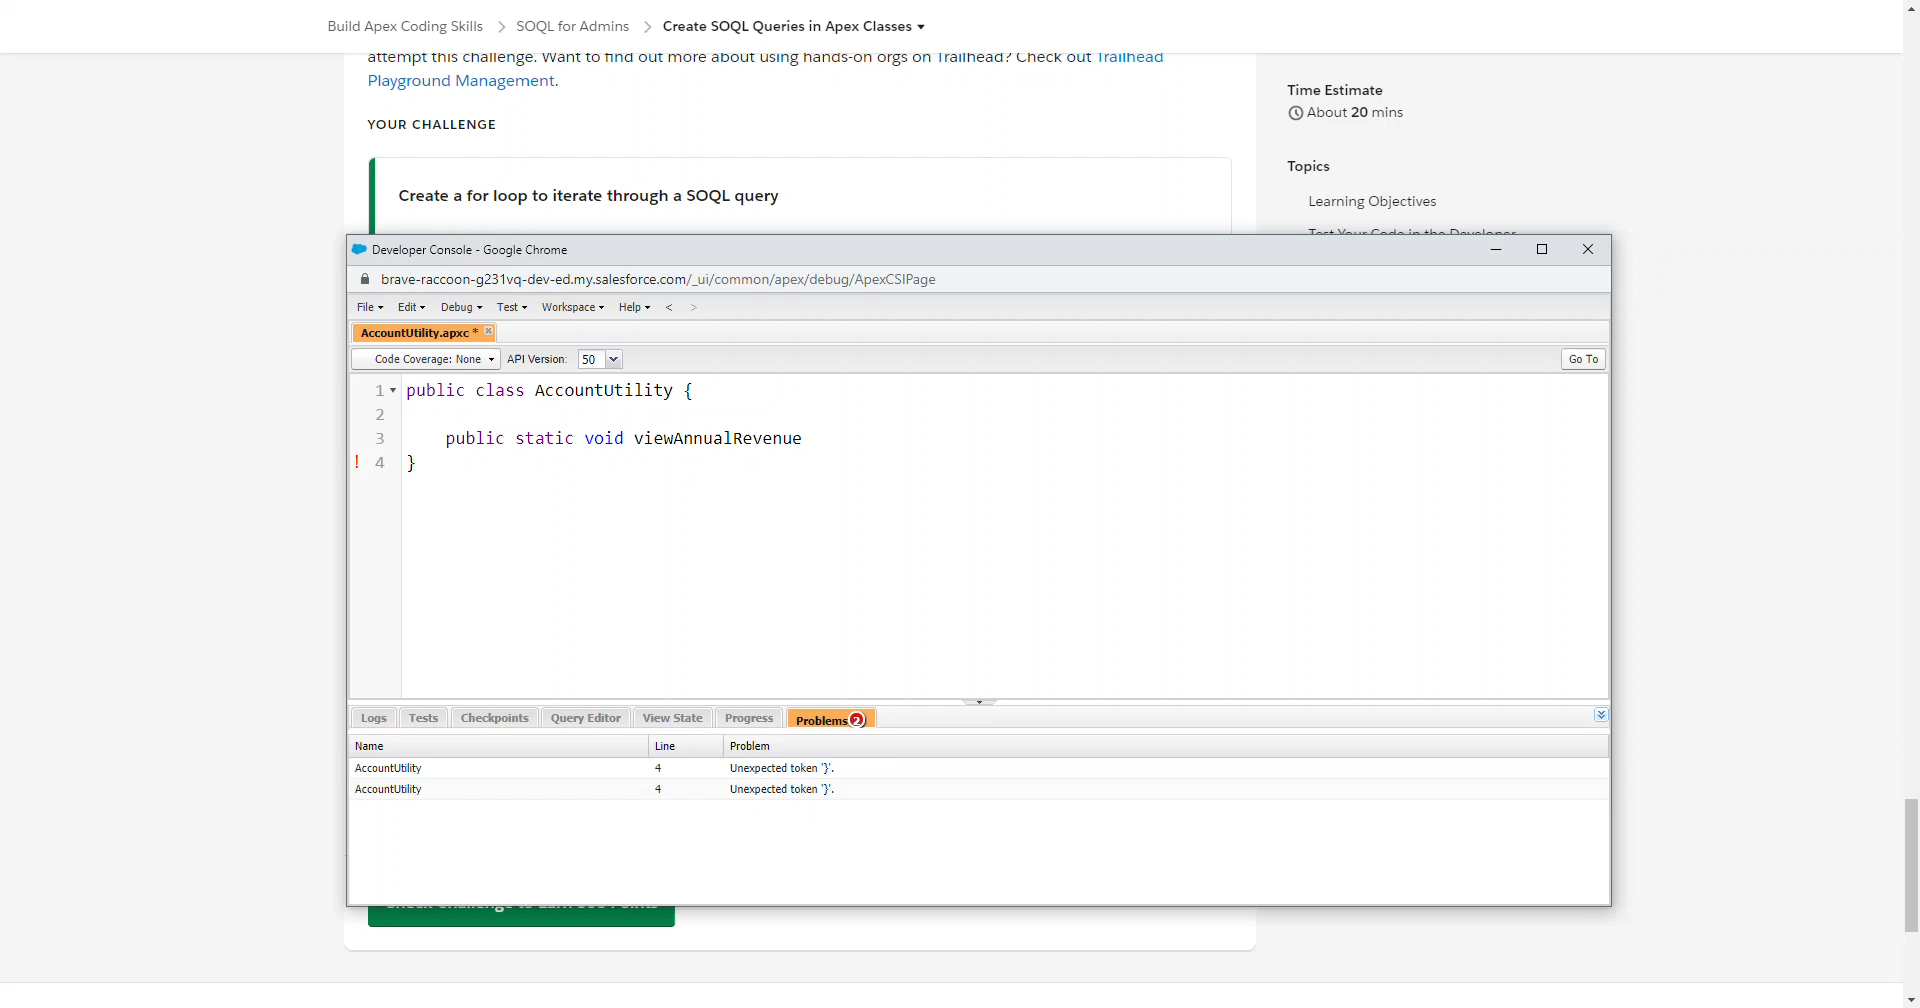 Build Apex Coding Skills > SOQL for Admins > Create SOQL Queries in Apex Classes
attempt this challenge. Want to find out more about using hands-on orgs on Trailhead? Check out Trailhead
Playground Management.
YOUR CHALLENGE
Create a for loop to iterate through a SOQL query
Time Estimate
About 20 mins
Topics
Learning Objectives
Test Your Code in the Developer
Developer Console - Google Chrome
brave-raccoon-g231vq-dev-ed.my.salesforce.com/_ui/common/apex/debug/ApexCSIPage
File Edit Debug Test Workspace Help < >
AccountUtility.apxc *
Code Coverage: None API Version: 50 Go To
1 public class AccountUtility {
2
3 public static void viewAnnualRevenue
! 4 }
Logs Tests Checkpoints Query Editor View State Progress Problems 2
Name Line Problem
AccountUtility 4 Unexpected token '}'.
AccountUtility 4 Unexpected token '}'.